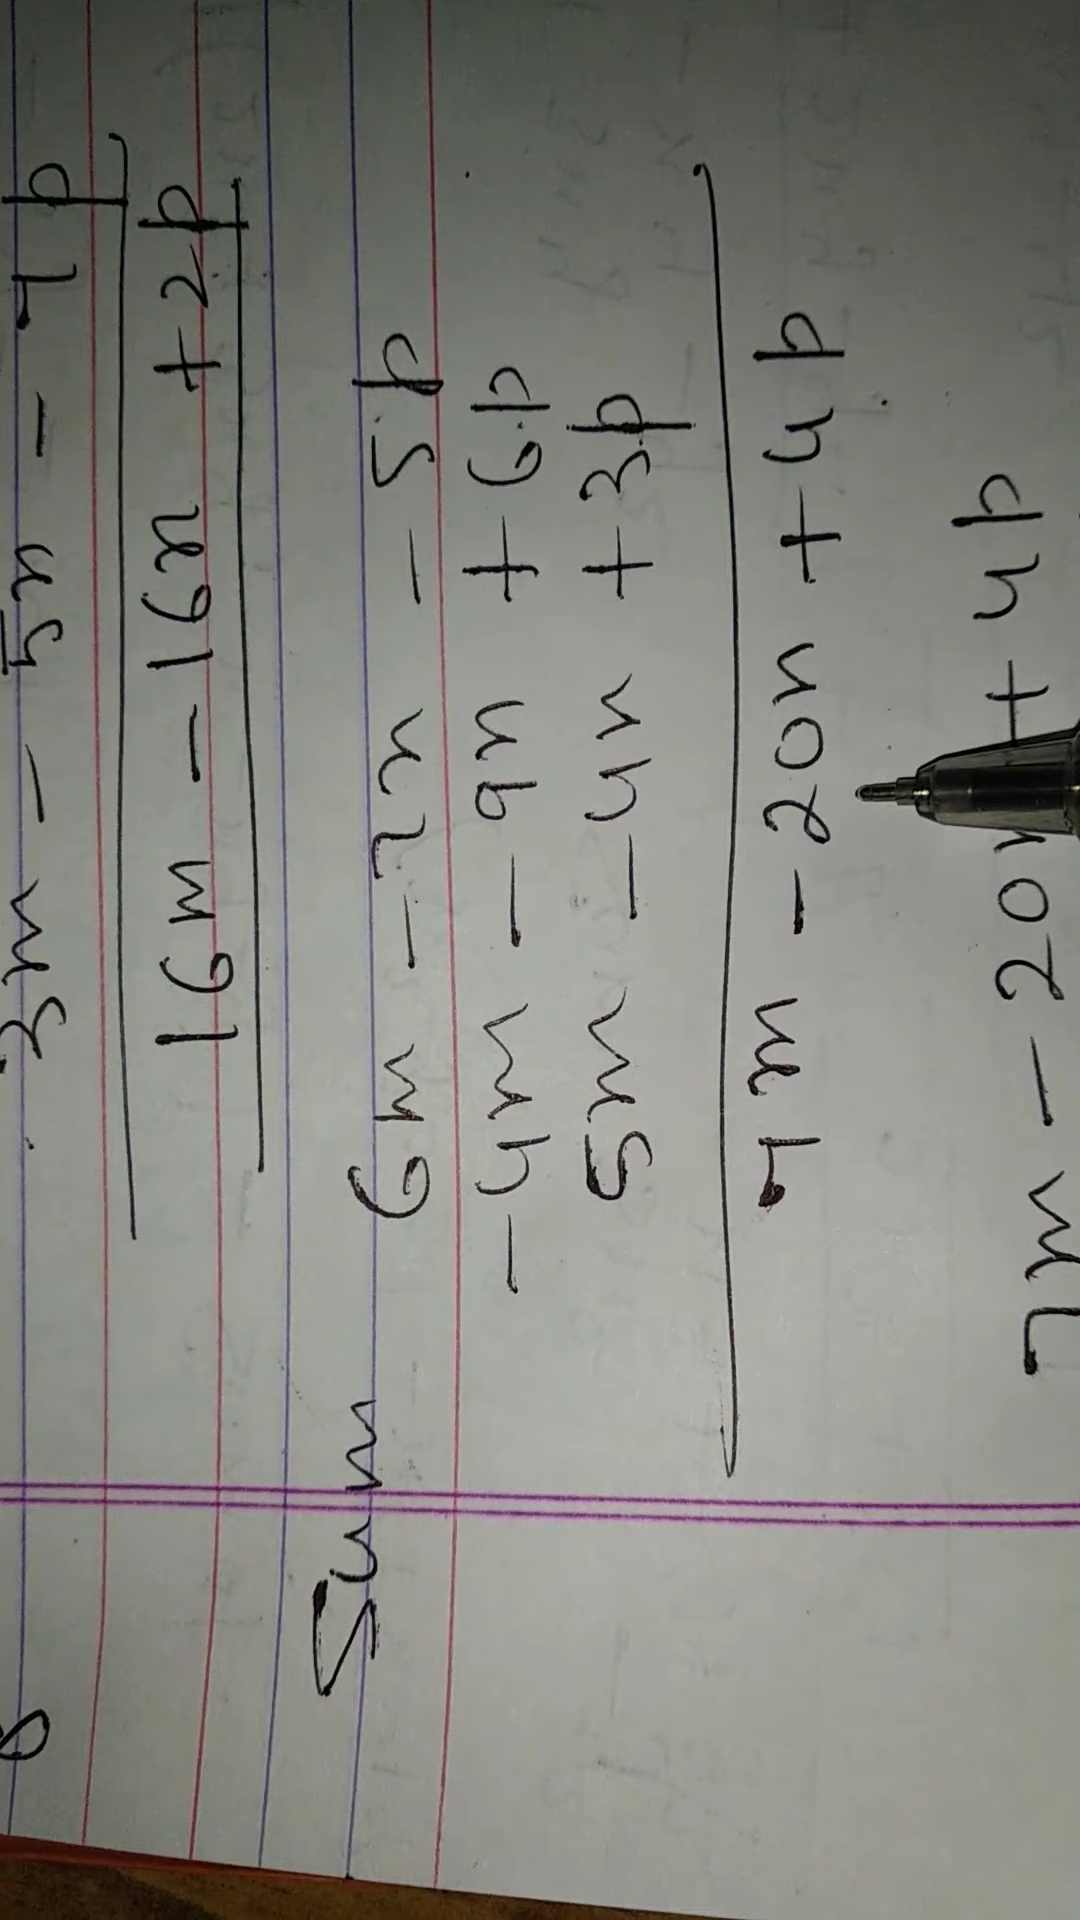 3m - 5n - 7p
16m - 16n + 2p
Sum 6m - 7n - 5p
-4m - 9n + 6p
5m - 4n + 3p
7m - 20n + 4p
7m - 20n + 4p